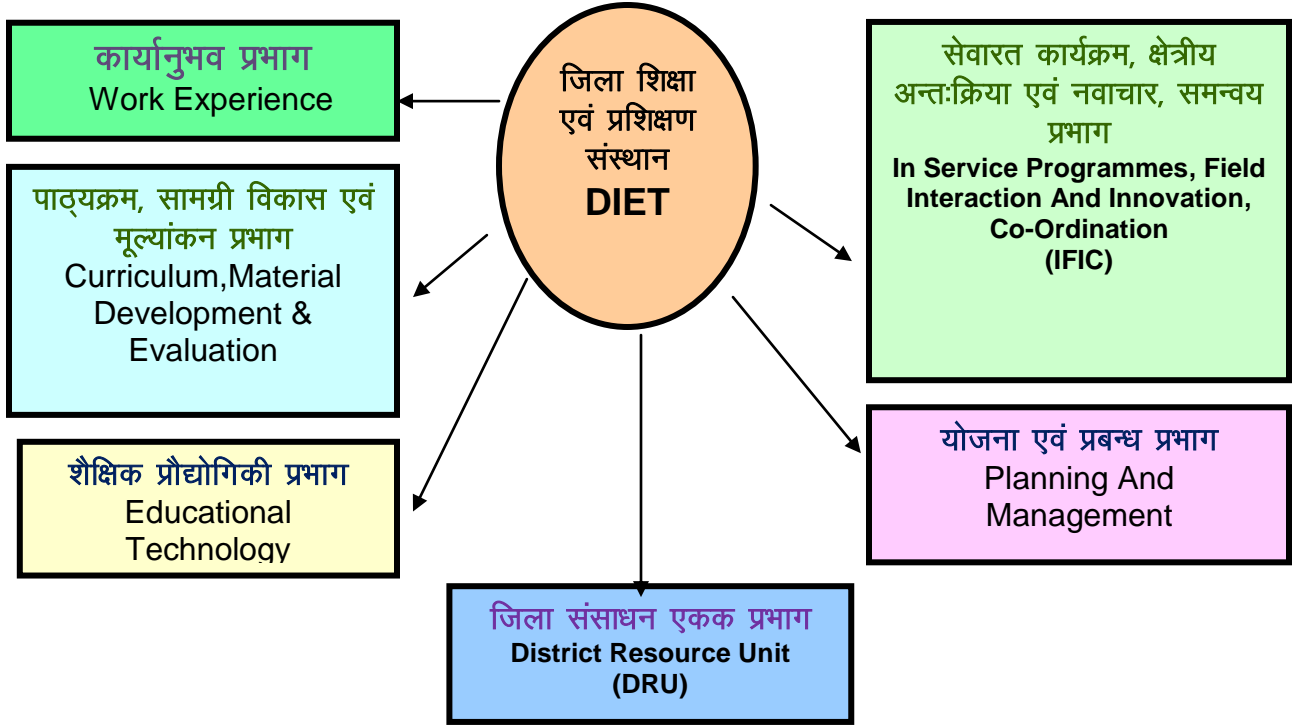 कार्यानुभव प्रभाग
Work Experience
पाठ्यक्रम, सामग्री विकास एवं
मूल्यांकन प्रभाग
Curriculum,Material
Development &
Evaluation
शैक्षिक प्रौद्योगिकी प्रभाग
Educational
Technology
जिला शिक्षा
एवं प्रशिक्षण
संस्थान
DIET
जिला संसाधन एकक प्रभाग
District Resource Unit
(DRU)
सेवारत कार्यक्रम, क्षेत्रीय
अन्तःक्रिया एवं नवाचार, समन्वय
प्रभाग
In Service Programmes, Field
Interaction And Innovation,
Co-Ordination
(IFIC)
योजना एवं प्रबन्ध प्रभाग
Planning And
Management